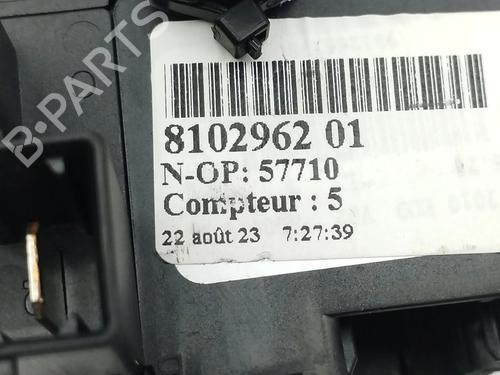 B-PARTS
8102962 01
N-OP: 57710
Compteur : 5
22 août 23 7:27:39